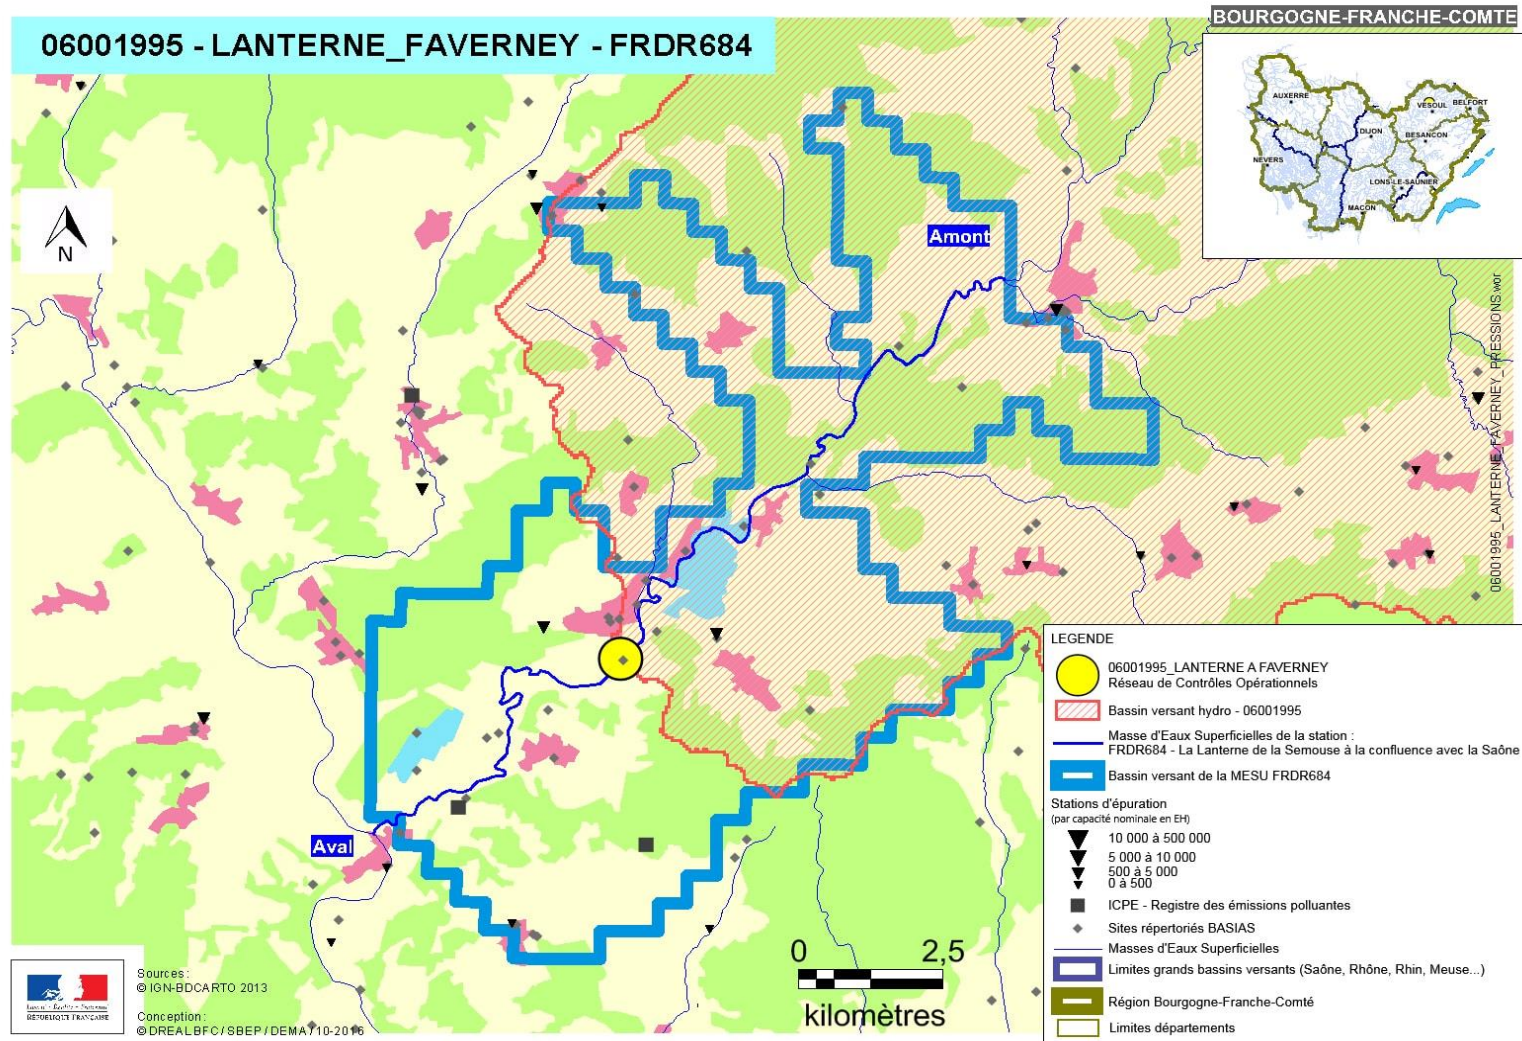 BOURGOGNE-FRANCHE-COMTE
06001995 - LANTERNE_FAVERNEY - FRDR684
AUXERRE
VESOUL
BELFORT
DIJON
BESANCON
NEVERS
LONS-LE-SAUNIER
MACON
N
Amont
Aval
06001995_LANTERNE_FAVERNEY_PRESSIONS.wor
LEGENDE
06001995_LANTERNE A FAVERNEY
Réseau de Contrôles Opérationnels
Bassin versant hydro - 06001995
Masse d'Eaux Superficielles de la station :
FRDR684 - La Lanterne de la Semouse à la confluence avec la Saône
Bassin versant de la MESU FRDR684
Stations d'épuration
(par capacité nominale en EH)
10 000 à 500 000
5 000 à 10 000
500 à 5 000
0 à 500
ICPE - Registre des émissions polluantes
Sites répertoriés BASIAS
Masses d'Eaux Superficielles
Limites grands bassins versants (Saône, Rhône, Rhin, Meuse...)
Région Bourgogne-Franche-Comté
Limites départements
0 2,5
kilomètres
Liberté • Égalité • Fraternité
RÉPUBLIQUE FRANÇAISE
Sources :
© IGN-BDCARTO 2013
Conception :
© DREAL BFC / SBEP / DEMA / 10-2016